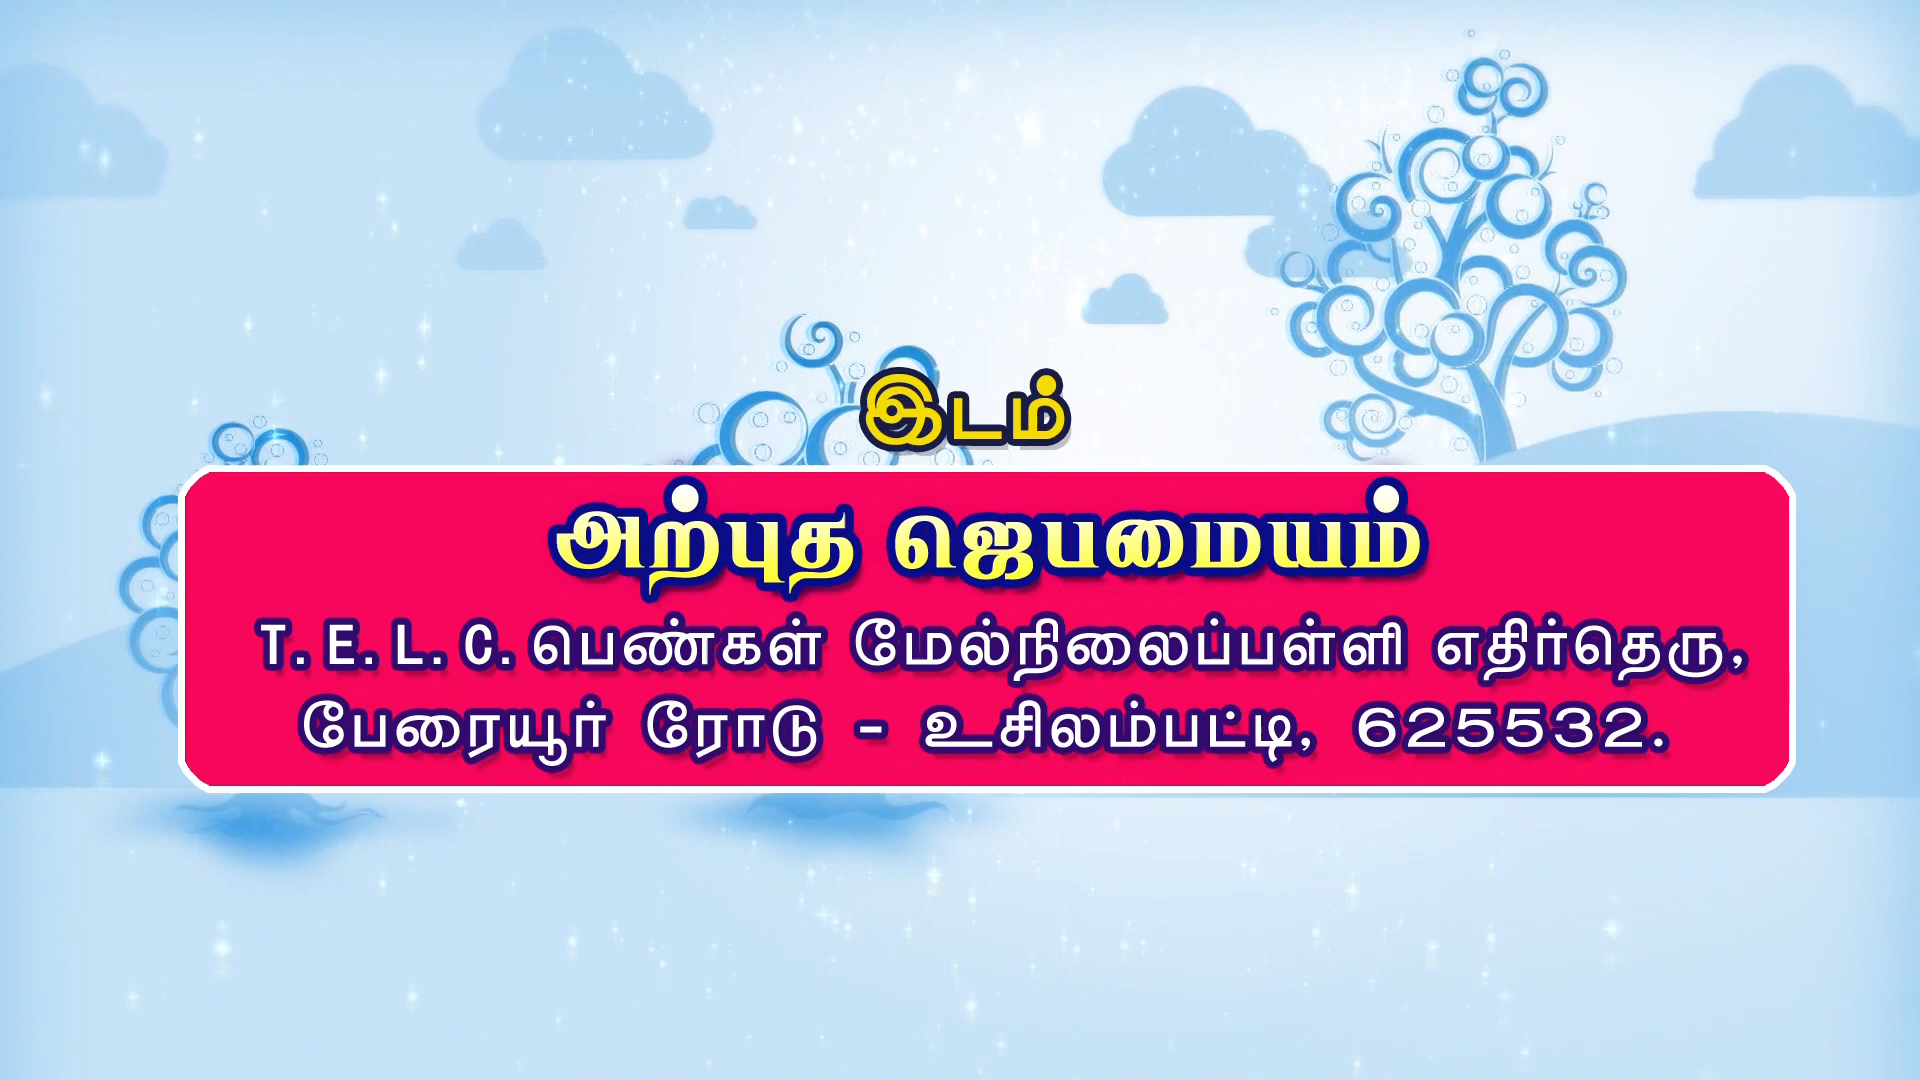 இடம்
அற்புத ஜெபமையம்
T.E.L.C.பெண்கள் மேல்நிலைப்பள்ளி எதிர்தெரு,
பேரையூர் ரோடு - உசிலம்பட்டி, 625532.